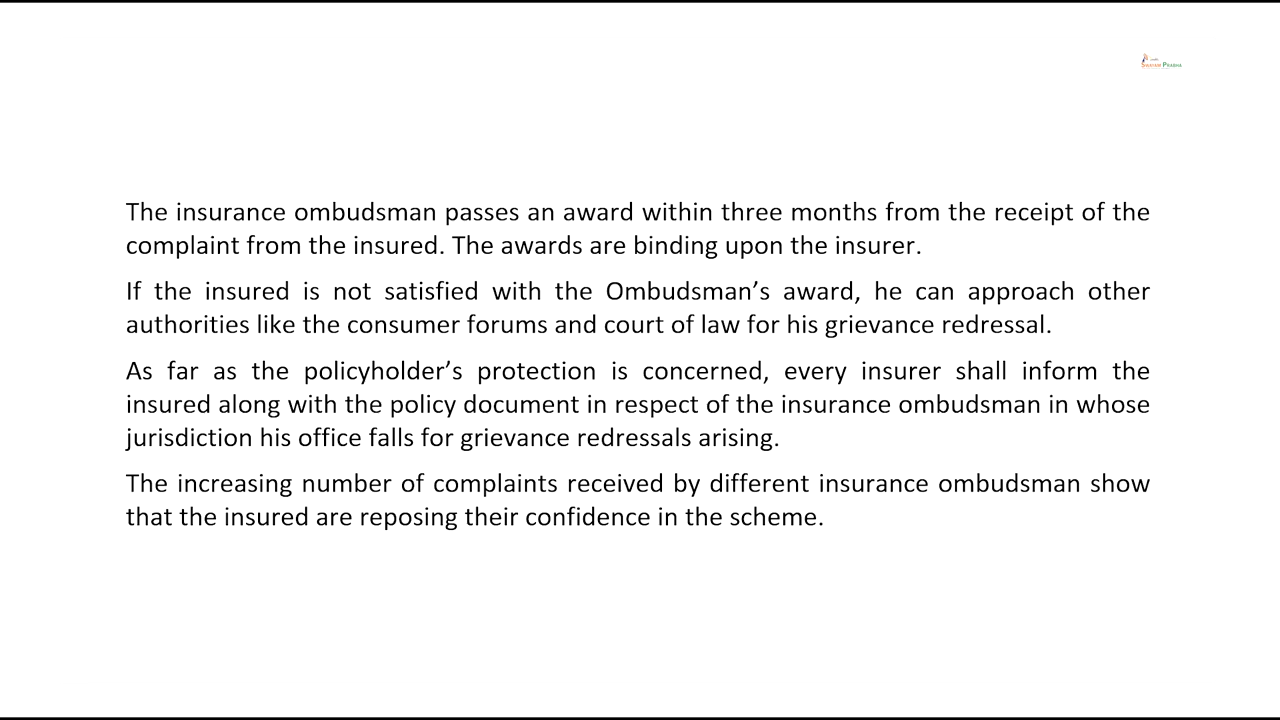 SWAYAM PRABHA
The insurance ombudsman passes an award within three months from the receipt of the
complaint from the insured. The awards are binding upon the insurer.
If the insured is not satisfied with the Ombudsman’s award, he can approach other
authorities like the consumer forums and court of law for his grievance redressal.
As far as the policyholder’s protection is concerned, every insurer shall inform the
insured along with the policy document in respect of the insurance ombudsman in whose
jurisdiction his office falls for grievance redressals arising.
The increasing number of complaints received by different insurance ombudsman show
that the insured are reposing their confidence in the scheme.